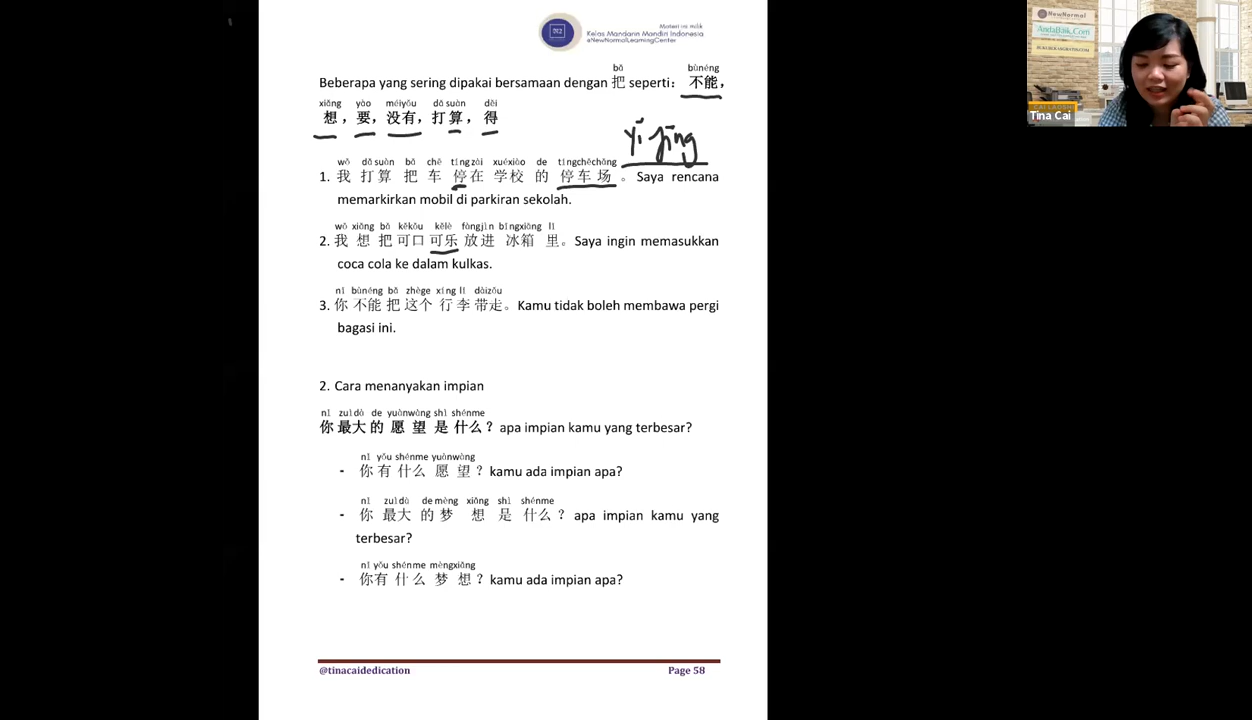 Materi ini milik
Kelas Mandarin Mandiri Indonesia
@NewNormalLearningCenter
NewNormal
AndaBaik.Com
Tina Cai
bǎ bùnéng
Beberapa yang sering dipakai bersamaan dengan 把 seperti: 不能,
xiǎng yào méiyǒu dǎ suàn děi
想, 要, 没有, 打算, 得
yǐ jīng
wǒ dǎ suàn bǎ chē tíngzài xuéxiào de tíngchēchǎng
1. 我 打算 把 车 停在 学校 的 停车场 。 Saya rencana
memarkirkan mobil di parkiran sekolah.
wǒ xiǎng bǎ kěkǒu kělè fàngjìn bīngxiāng lǐ
2. 我 想 把 可口 可乐 放进 冰箱 里。 Saya ingin memasukkan
coca cola ke dalam kulkas.
nǐ bùnéng bǎ zhège xíng lǐ dàizǒu
3. 你 不能 把 这个 行 李 带走。 Kamu tidak boleh membawa pergi
bagasi ini.
2. Cara menanyakan impian
nǐ zuìdà de yuànwàng shì shénme
你 最大 的 愿 望 是 什么? apa impian kamu yang terbesar?
nǐ yǒu shénme yuànwàng
- 你 有 什么 愿 望 ? kamu ada impian apa?
nǐ zuìdà de mèng xiǎng shì shénme
- 你 最大 的 梦 想 是 什么 ? apa impian kamu yang
terbesar?
nǐ yǒu shénme mèngxiǎng
- 你有 什么 梦 想 ? kamu ada impian apa?
@tinacaidedication Page 58